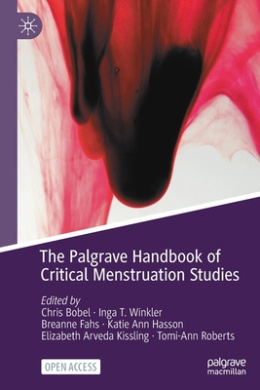 The Palgrave Handbook of
Critical Menstruation Studies
Edited by
Chris Bobel · Inga T. Winkler
Breanne Fahs · Katie Ann Hasson
Elizabeth Arveda Kissling · Tomi-Ann Roberts
OPEN ACCESS
palgrave
macmillan